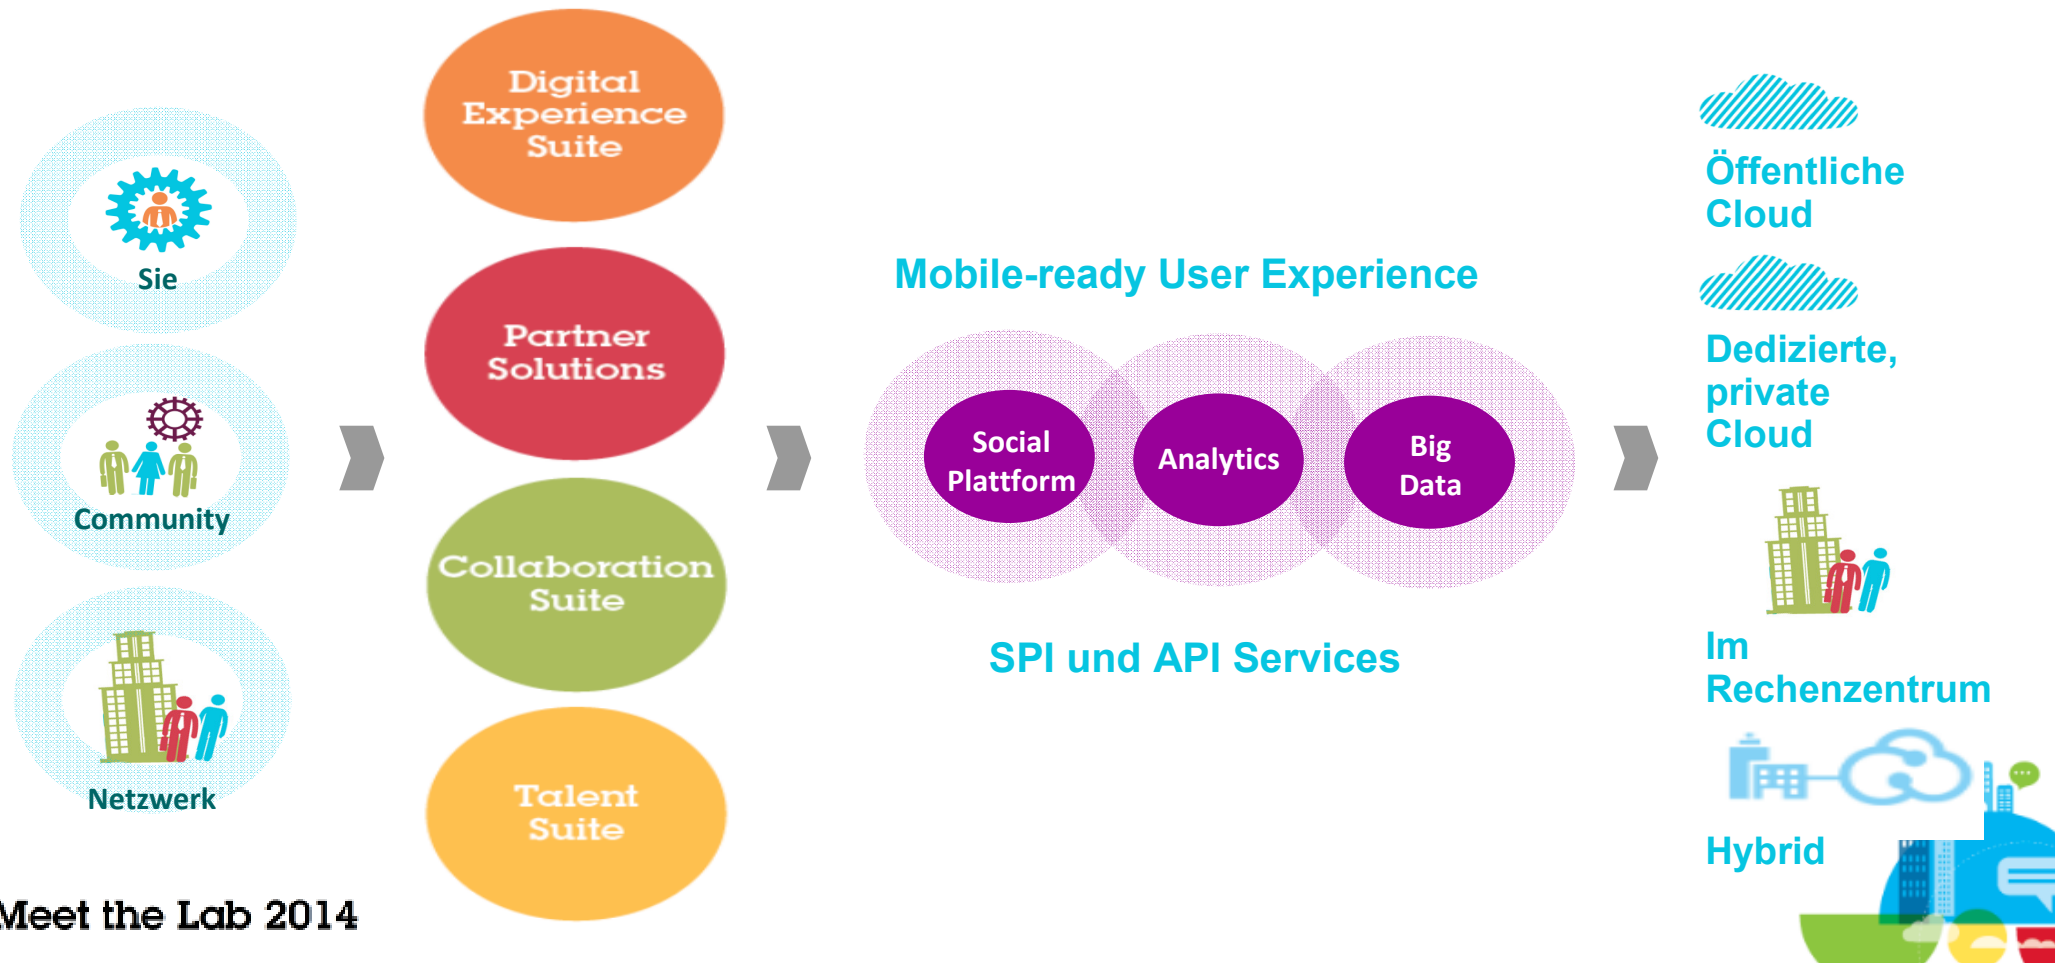 Sie
Community
Netzwerk
Meet the Lab 2014
Digital
Experience
Suite
Partner
Solutions
Collaboration
Suite
Talent
Suite
Mobile-ready User Experience
Social
Plattform
Analytics
Big
Data
SPI und API Services
Öffentliche
Cloud
Dedizierte,
private
Cloud
Im
Rechenzentrum
Hybrid